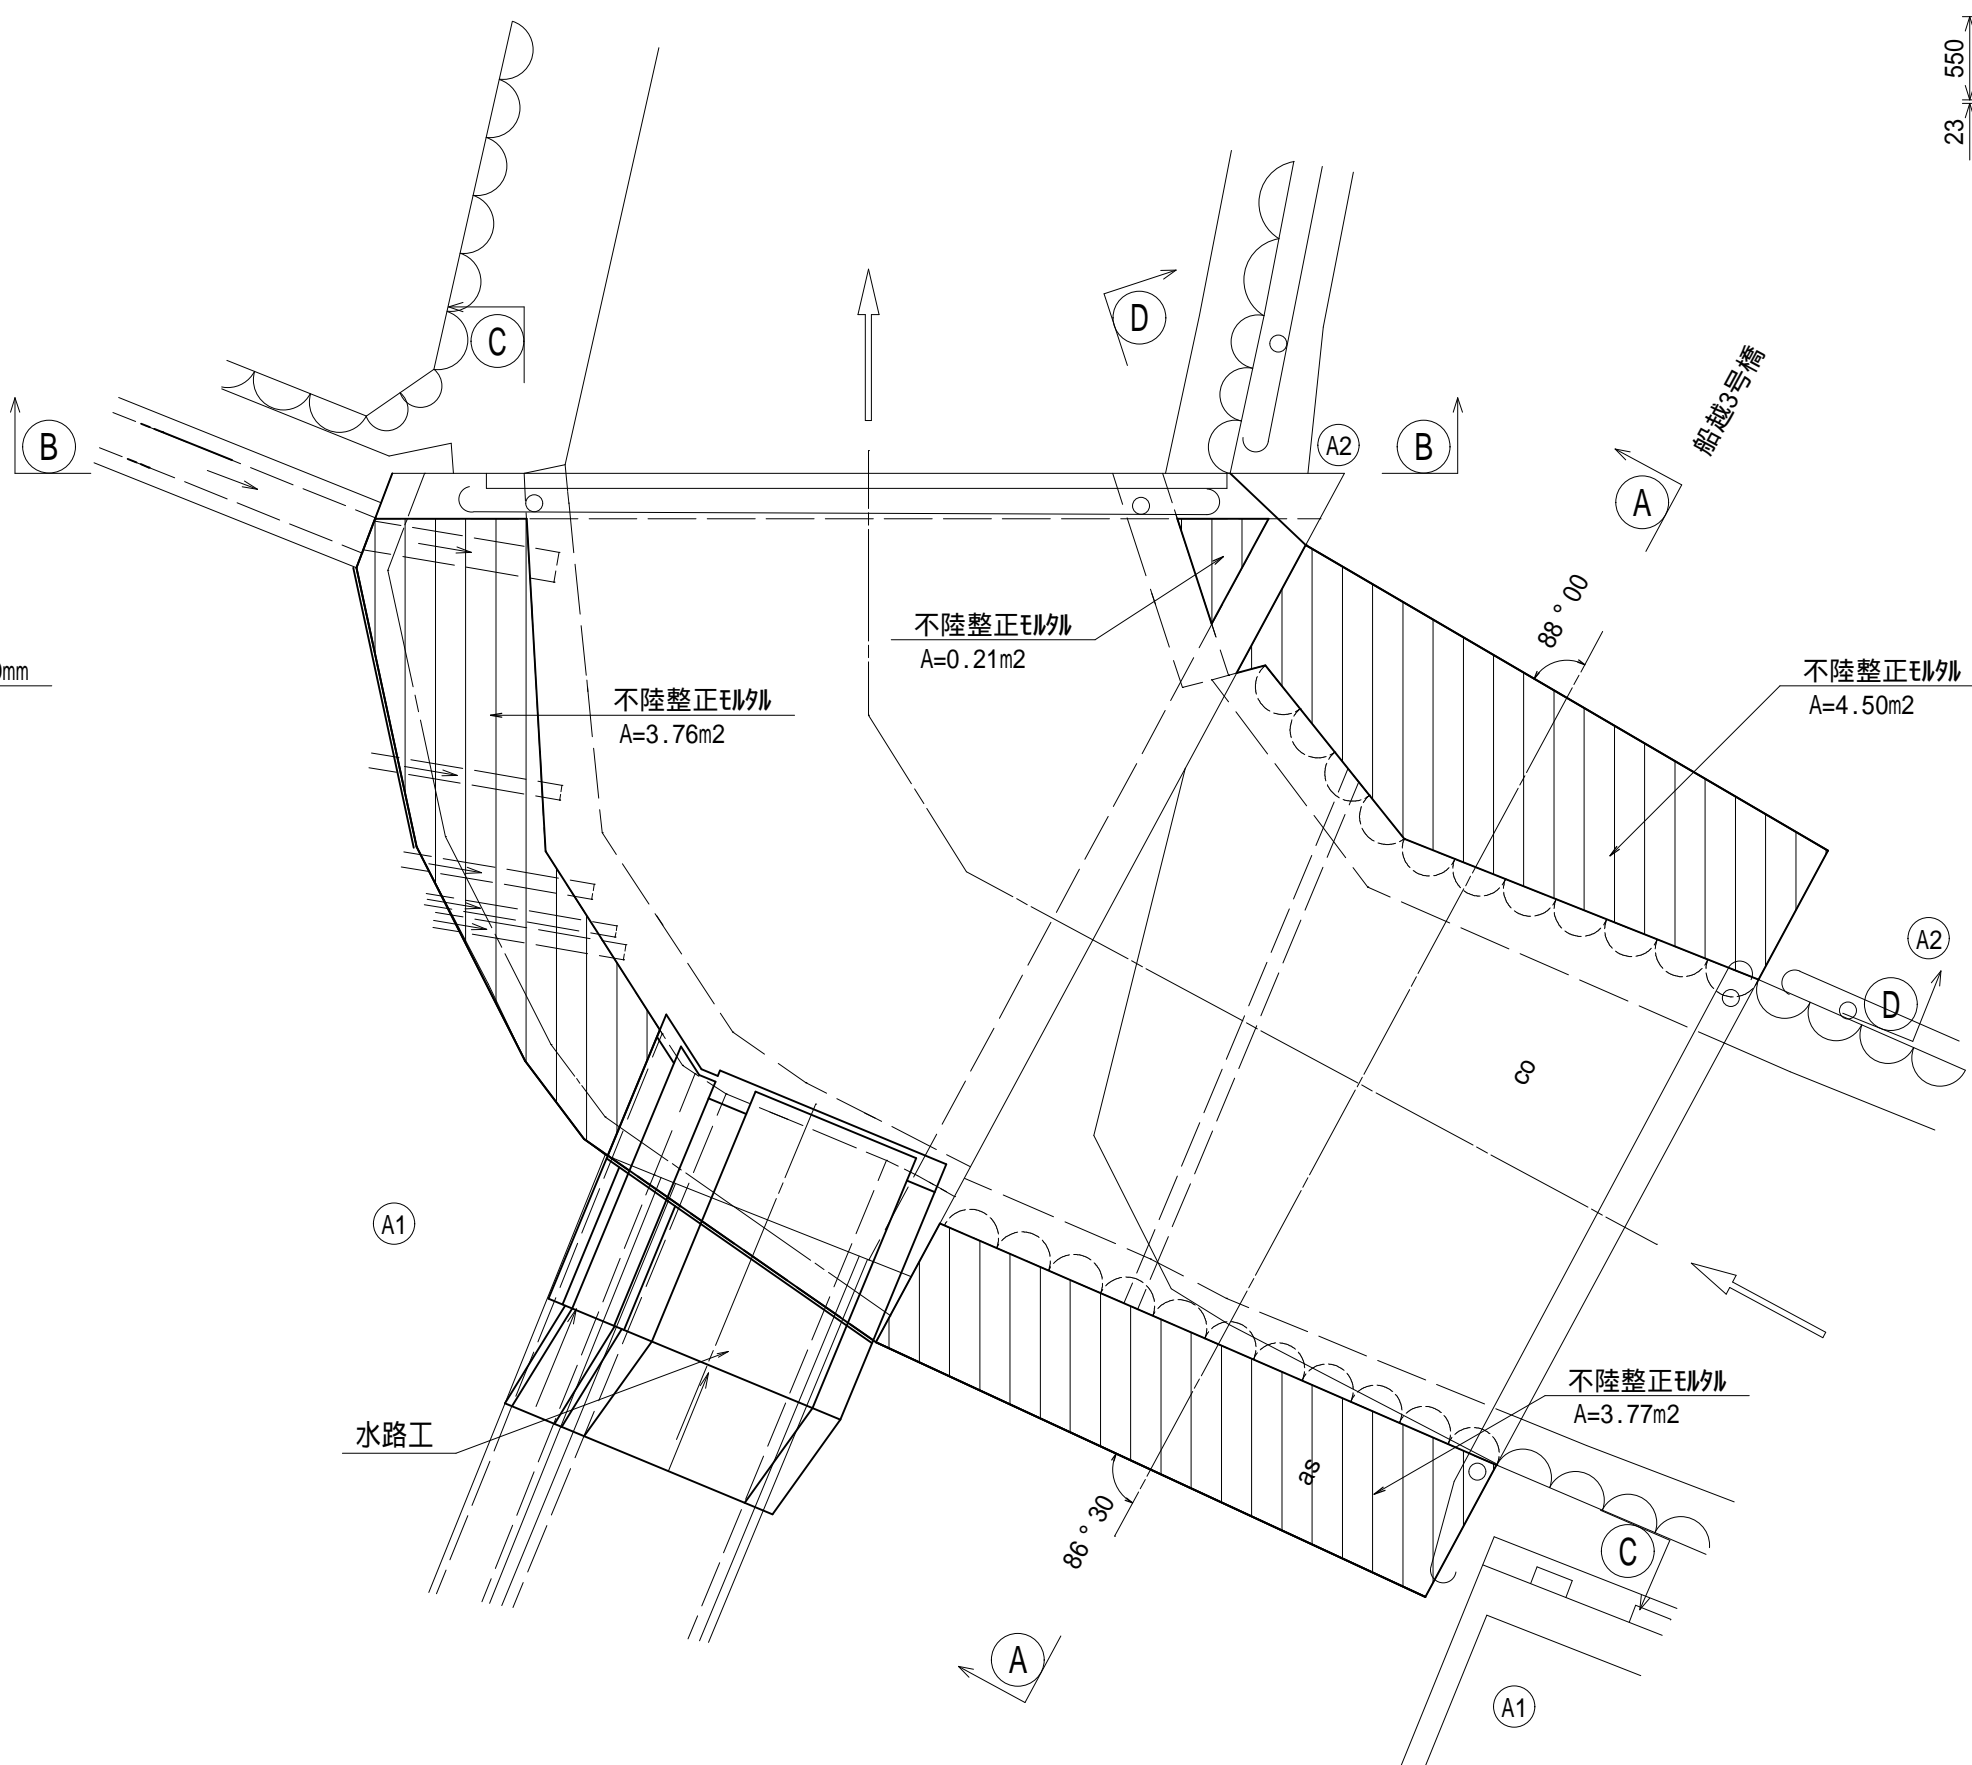 550
23
C
D
船越3号橋
B
A2
B
A
88°00
不陸整正ﾓﾙﾀﾙ
A=0.21m2
mm
不陸整正ﾓﾙﾀﾙ
A=4.50m2
不陸整正ﾓﾙﾀﾙ
A=3.76m2
A2
D
co
A1
不陸整正ﾓﾙﾀﾙ
A=3.77m2
水路工
as
86°30
C
A
A1